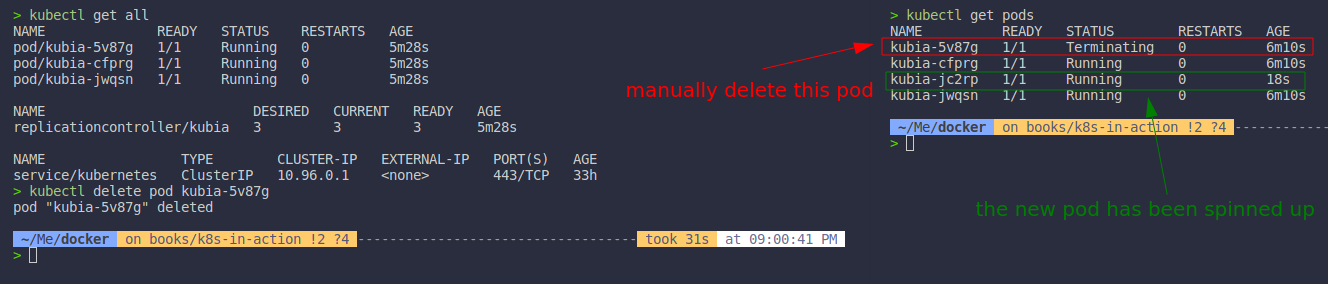 > kubectl get all
NAME READY STATUS RESTARTS AGE
pod/kubia-5v87g 1/1 Running 0 5m28s
pod/kubia-cfprg 1/1 Running 0 5m28s
pod/kubia-jwqsn 1/1 Running 0 5m28s
NAME DESIRED CURRENT READY AGE
replicationcontroller/kubia 3 3 3 5m28s
NAME TYPE CLUSTER-IP EXTERNAL-IP PORT(S) AGE
service/kubernetes ClusterIP 10.96.0.1 <none> 443/TCP 33h
> kubectl delete pod kubia-5v87g
pod "kubia-5v87g" deleted
~/Me/docker on books/k8s-in-action !2 ?4 ----------------------------------- took 31s at 09:00:41 PM
>
> kubectl get pods
NAME READY STATUS RESTARTS AGE
kubia-5v87g 1/1 Terminating 0 6m10s
kubia-cfprg 1/1 Running 0 6m10s
kubia-jc2rp 1/1 Running 0 18s
kubia-jwqsn 1/1 Running 0 6m10s
~/Me/docker on books/k8s-in-action !2 ?4 ------------
>
manually delete this pod
the new pod has been spinned up